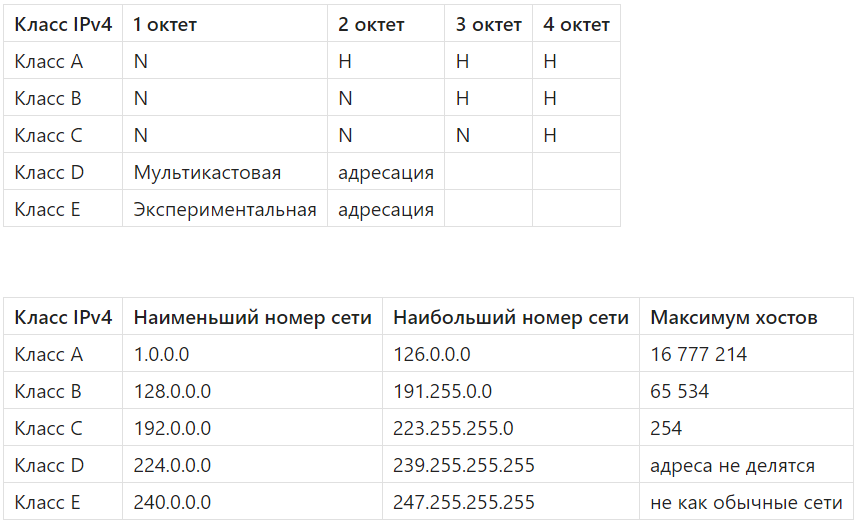 Класс IPv4 1 октет 2 октет 3 октет 4 октет
Класс A N H H H
Класс B N N H H
Класс C N N N H
Класс D Мультикастовая адресация
Класс E Экспериментальная адресация
Класс IPv4 Наименьший номер сети Наибольший номер сети Максимум хостов
Класс A 1.0.0.0 126.0.0.0 16 777 214
Класс B 128.0.0.0 191.255.0.0 65 534
Класс C 192.0.0.0 223.255.255.0 254
Класс D 224.0.0.0 239.255.255.255 адреса не делятся
Класс E 240.0.0.0 247.255.255.255 не как обычные сети